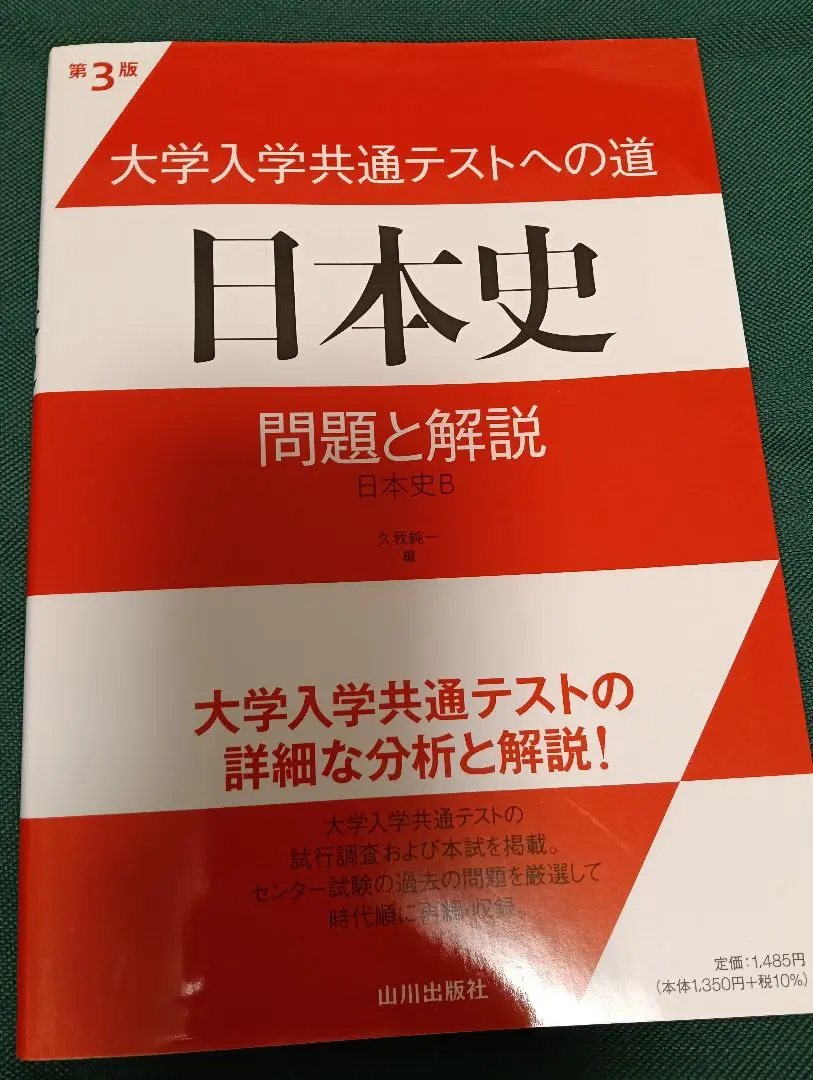 第3版
大学入学共通テストへの道
日本史
問題と解説
日本史B
久我純一
編
大学入学共通テストの
詳細な分析と解説!
大学入学共通テストの
試行調査および本試を掲載。
センター試験の過去の問題を厳選して
時代順に再編・収録。
定価:1,485円
(本体1,350円+税10%)
山川出版社